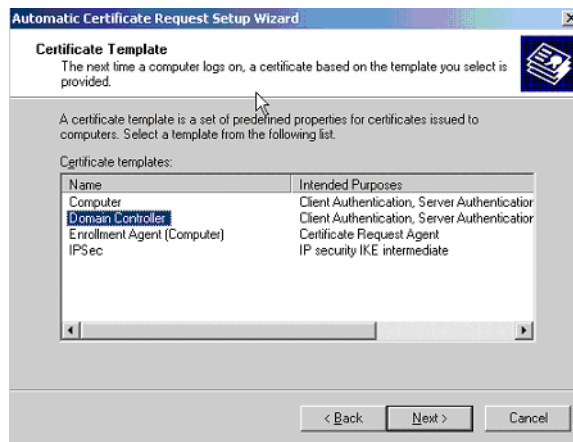 Automatic Certificate Request Setup Wizard
Certificate Template
The next time a computer logs on, a certificate based on the template you select is
provided.
A certificate template is a set of predefined properties for certificates issued to
computers. Select a template from the following list.
Certificate templates:
Name Intended Purposes
Computer Client Authentication, Server Authentication
Domain Controller Client Authentication, Server Authentication
Enrollment Agent (Computer) Certificate Request Agent
IPSec IP security IKE intermediate
< Back Next > Cancel